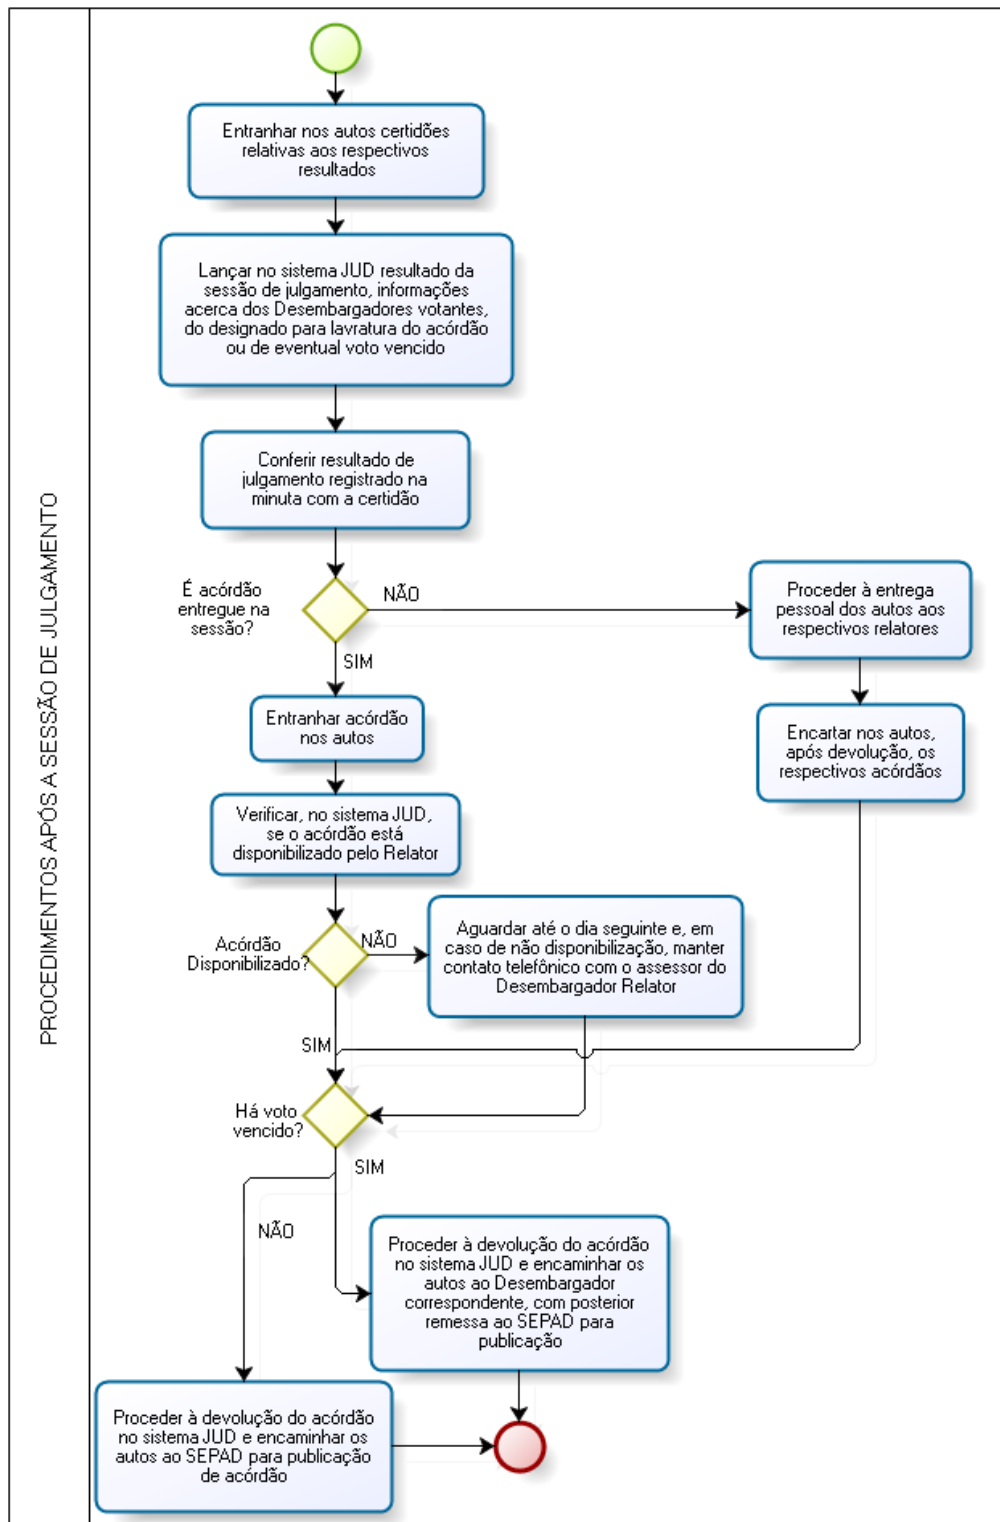 PROCEDIMENTOS APÓS A SESSÃO DE JULGAMENTO
Entranhar nos autos certidões
relativas aos respectivos
resultados
Lançar no sistema JUD resultado da
sessão de julgamento, informações
acerca dos Desembargadores votantes,
do designado para lavratura do acórdão
ou de eventual voto vencido
Conferir resultado de
julgamento registrado na
minuta com a certidão
É acórdão
entregue na
sessão?
NÃO
Proceder à entrega
pessoal dos autos aos
respectivos relatores
SIM
Entranhar acórdão
nos autos
Encartar nos autos,
após devolução, os
respectivos acórdãos
Verificar, no sistema JUD,
se o acórdão está
disponibilizado pelo Relator
Acórdão
Disponibilizado?
NÃO
Aguardar até o dia seguinte e, em
caso de não disponibilização, manter
contato telefônico com o assessor do
Desembargador Relator
SIM
Há voto
vencido?
SIM
NÃO
Proceder à devolução do acórdão
no sistema JUD e encaminhar os
autos ao Desembargador
correspondente, com posterior
remessa ao SEPAD para
publicação
Proceder à devolução do acórdão
no sistema JUD e encaminhar os
autos ao SEPAD para publicação
de acórdão